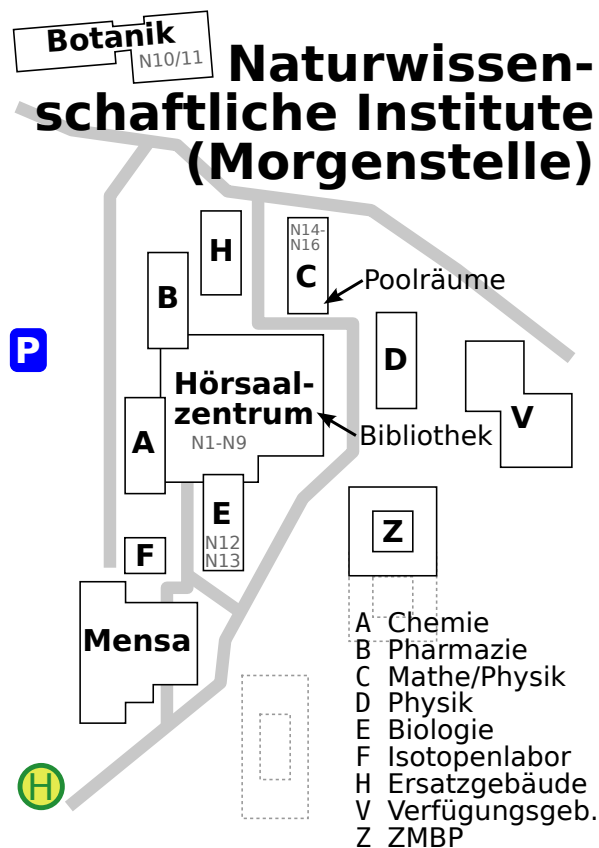 Botanik
N10/11
Naturwissen-
schaftliche Institute
(Morgenstelle)
H
N14-
N16
C
Poolräume
B
P
D
Hörsaal-
zentrum
N1-N9
A
Bibliothek
V
E
N12
N13
Z
F
Mensa
A Chemie
B Pharmazie
C Mathe/Physik
D Physik
E Biologie
F Isotopenlabor
H Ersatzgebäude
V Verfügungsgeb.
Z ZMBP
H